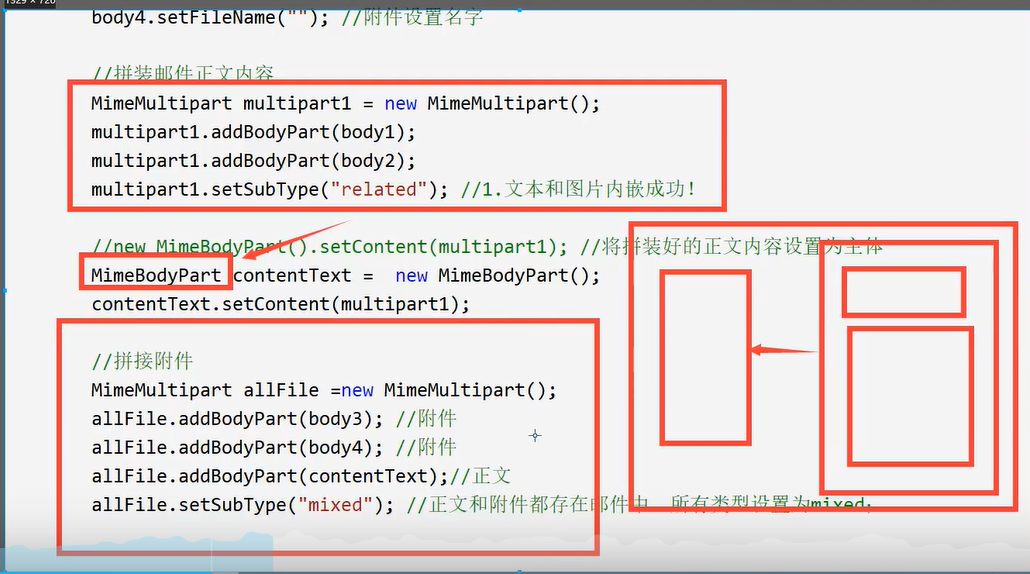 1529 × 726
body4.setFileName(""); //附件设置名字
//拼装邮件正文内容
MimeMultipart multipart1 = new MimeMultipart();
multipart1.addBodyPart(body1);
multipart1.addBodyPart(body2);
multipart1.setSubType("related"); //1.文本和图片内嵌成功！
//new MimeBodyPart().setContent(multipart1); //将拼装好的正文内容设置为主体
MimeBodyPart contentText =  new MimeBodyPart();
contentText.setContent(multipart1);
//拼接附件
MimeMultipart allFile =new MimeMultipart();
allFile.addBodyPart(body3); //附件
allFile.addBodyPart(body4); //附件
allFile.addBodyPart(contentText);//正文
allFile.setSubType("mixed"); //正文和附件都存在邮件中，所有类型设置为mixed;